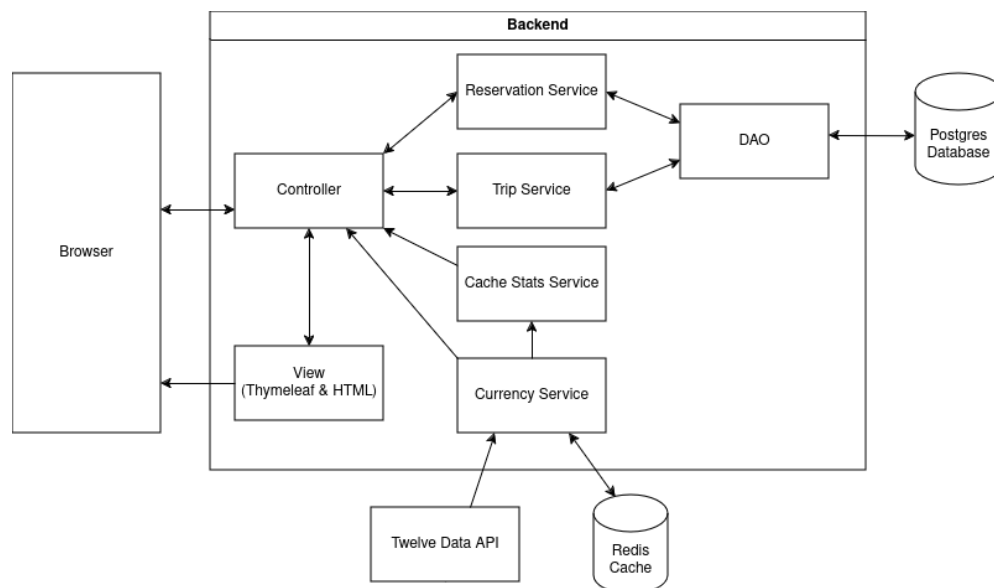 Backend
Reservation Service
DAO
Postgres
Database
Controller
Trip Service
Browser
Cache Stats Service
View
(Thymeleaf & HTML)
Currency Service
Twelve Data API
Redis
Cache